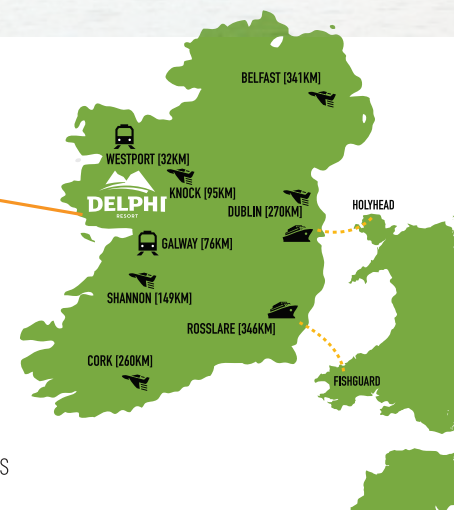 BELFAST [341KM]
WESTPORT [32KM]
KNOCK [95KM]
DELPHI
RESORT
DUBLIN [270KM]
HOLYHEAD
GALWAY [76KM]
SHANNON [149KM]
ROSSLARE [346KM]
CORK [260KM]
FISHGUARD
S